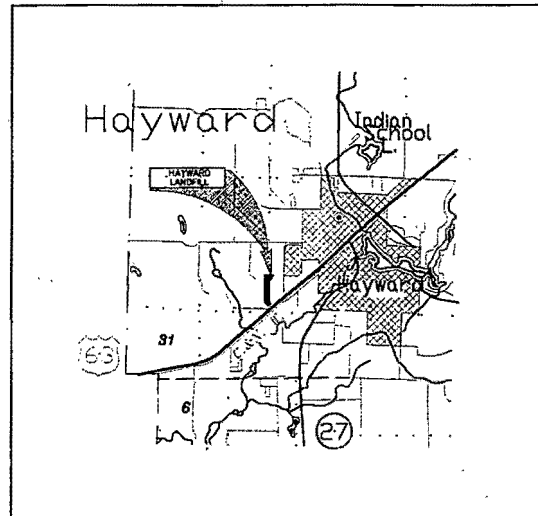 Hayward
Indian
School
L.
HAYWARD
LANDFILL
Hayward
31
63
6
27